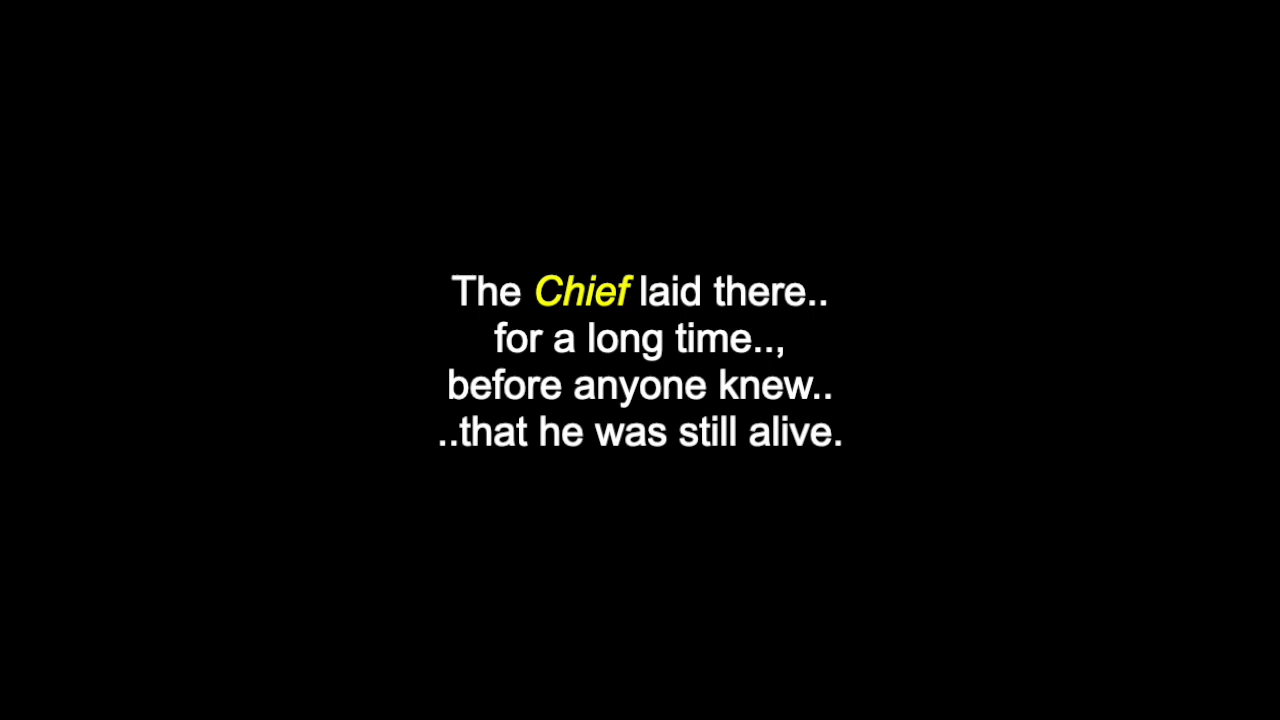 The Chief laid there..
for a long time..,
before anyone knew..
..that he was still alive.